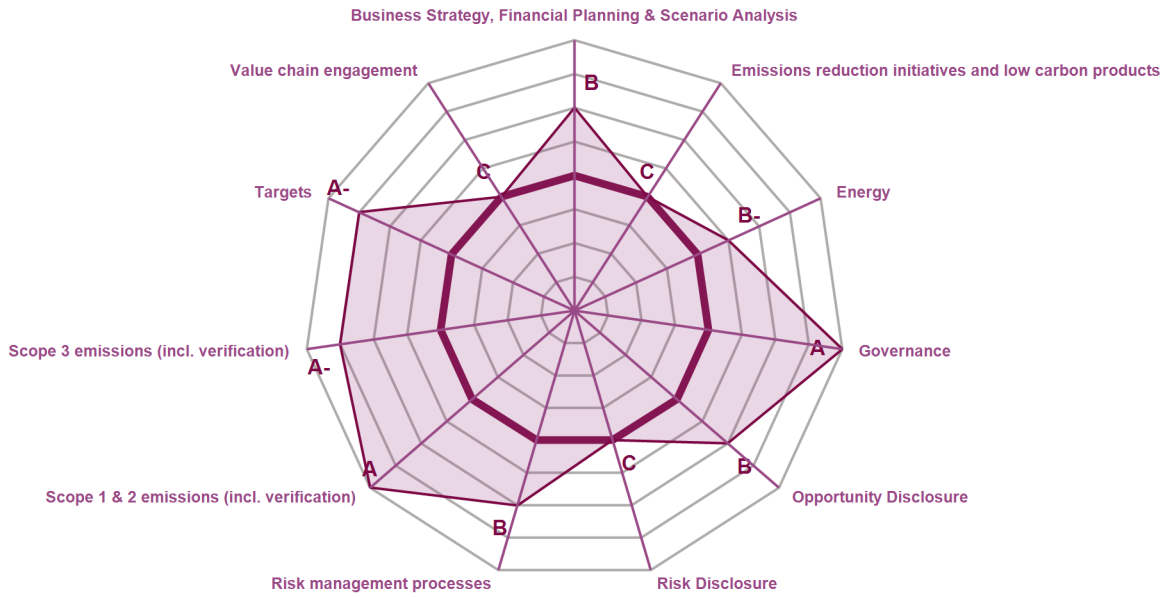 Business Strategy, Financial Planning & Scenario Analysis
Value chain engagement
Emissions reduction initiatives and low carbon products
B
C
C
Targets
A-
B-
Energy
Scope 3 emissions (incl. verification)
A-
A
Governance
Scope 1 & 2 emissions (incl. verification)
A
C
B
Opportunity Disclosure
B
Risk management processes
Risk Disclosure